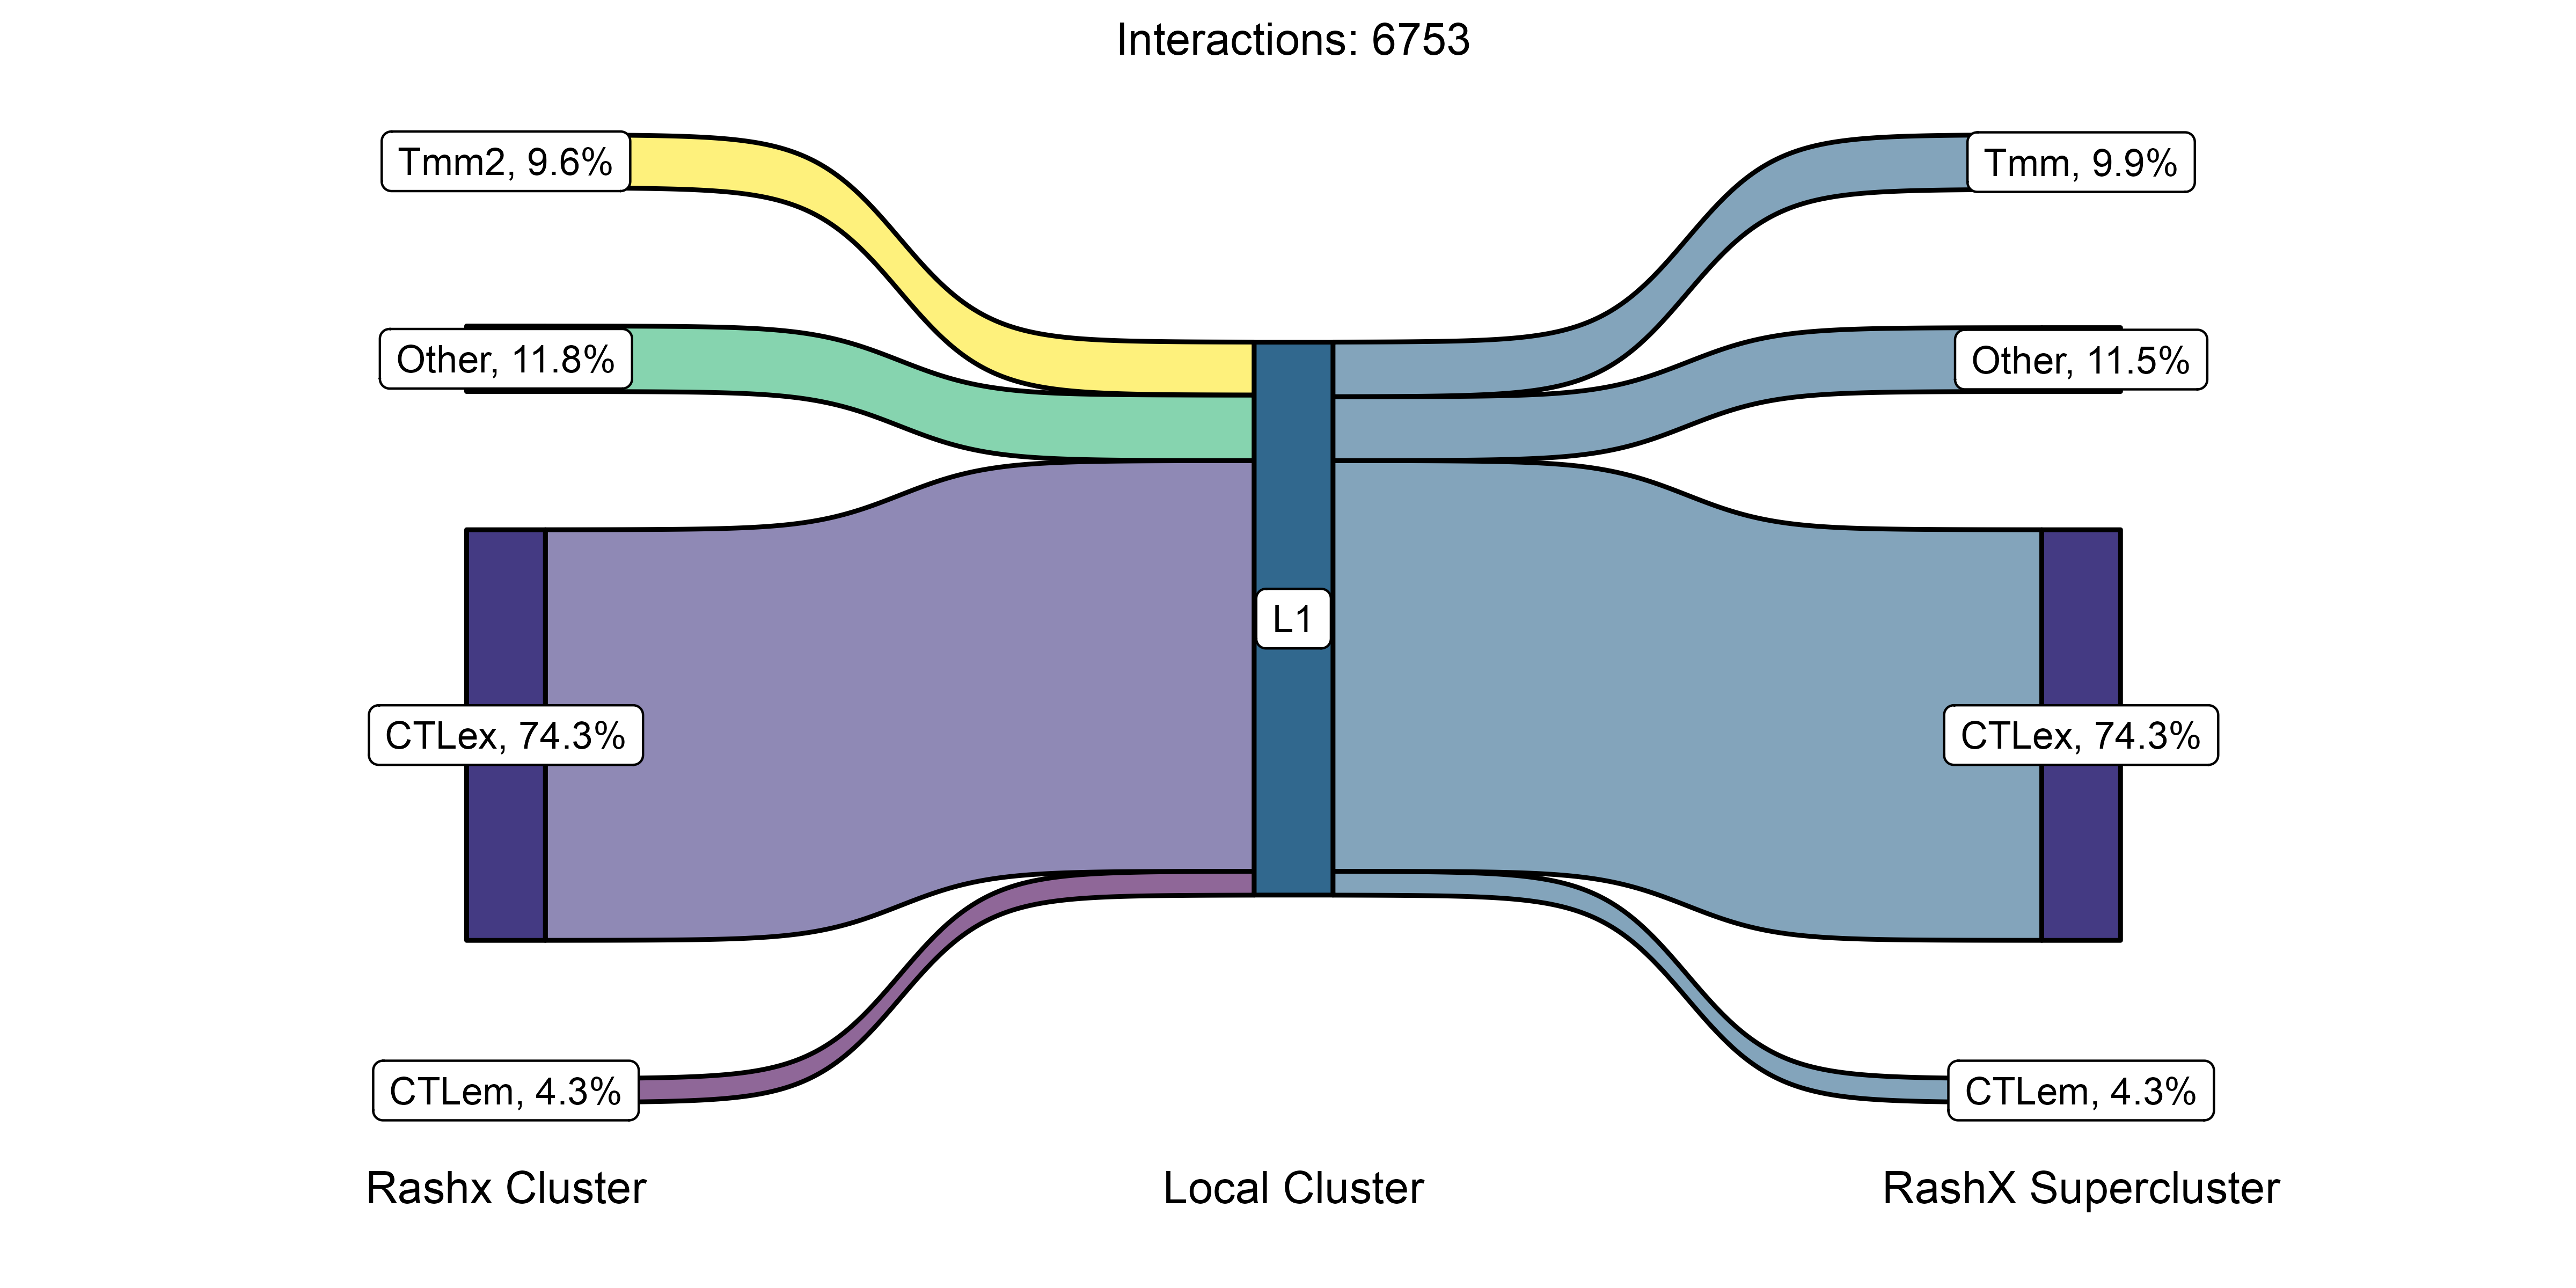 Interactions: 6753
Tmm2, 9.6%
Tmm, 9.9%
Other, 11.8%
Other, 11.5%
L1
CTLex, 74.3%
CTLex, 74.3%
CTLem, 4.3%
CTLem, 4.3%
Rashx Cluster
Local Cluster
RashX Supercluster